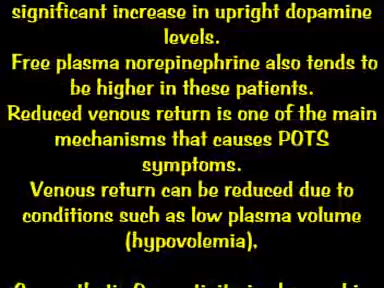 significant increase in upright dopamine
levels.
Free plasma norepinephrine also tends to
be higher in these patients.
Reduced venous return is one of the main
mechanisms that causes POTS
symptoms.
Venous return can be reduced due to
conditions such as low plasma volume
(hypovolemia),